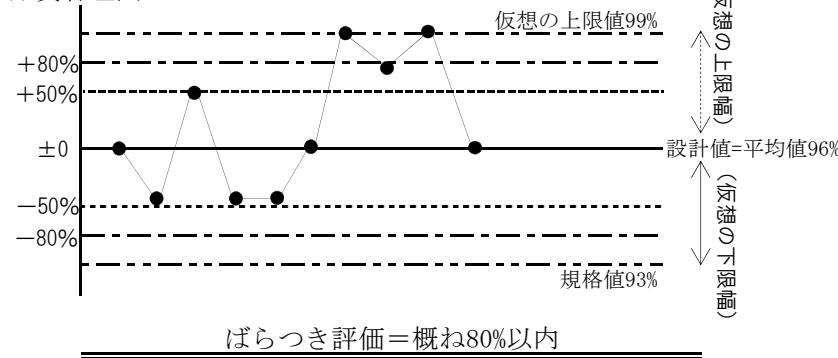 仮想の上限値99%
+80%
+50%
±0
-50%
-80%
設計値=平均値96%
仮想の上限幅)
(仮想の下限幅)
規格値93%
ばらつき評価=概ね80%以内